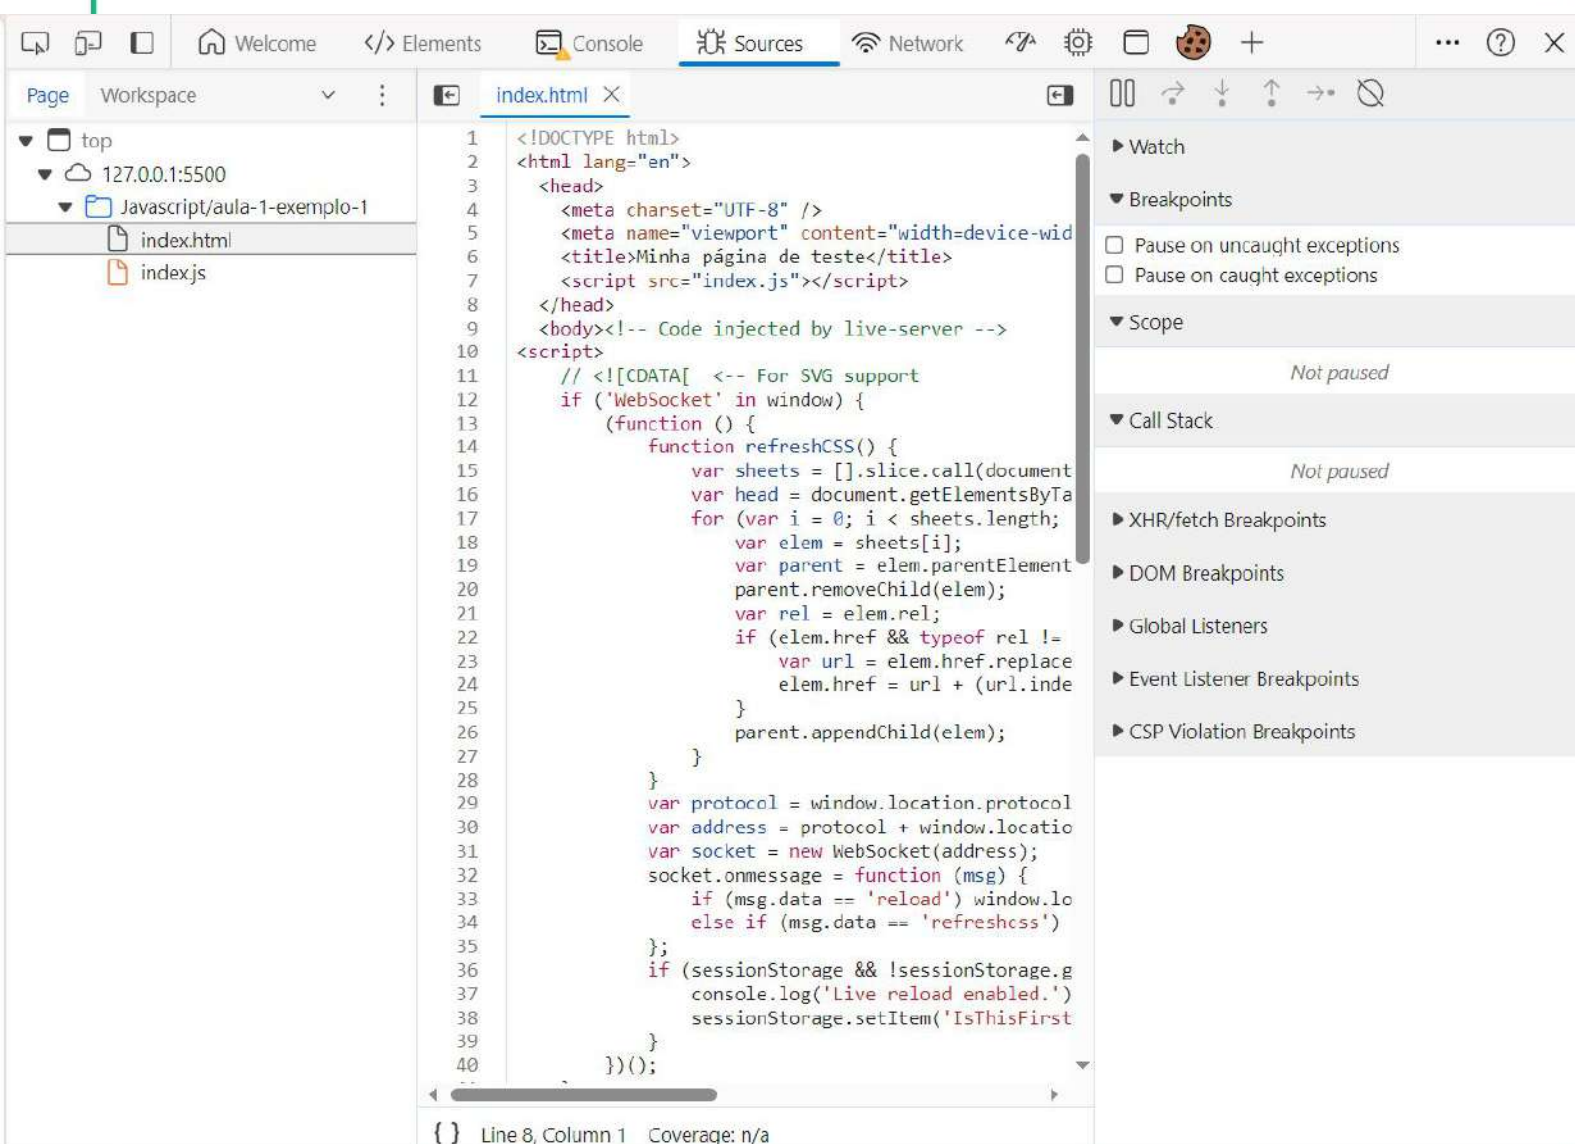 Welcome
</> Elements
Console
Sources
Network
Page
Workspace
index.html
top
127.0.0.1:5500
Javascript/aula-1-exemplo-1
index.html
index.js
1 <!DOCTYPE html>
2 <html lang="en">
3 <head>
4 <meta charset="UTF-8" />
5 <meta name="viewport" content="width=device-wid
6 <title>Minha página de teste</title>
7 <script src="index.js"></script>
8 </head>
9 <body><!-- Code injected by live-server -->
10 <script>
11 // <![CDATA[ <-- For SVG support
12 if ('WebSocket' in window) {
13 (function () {
14 function refreshCSS() {
15 var sheets = [].slice.call(document
16 var head = document.getElementsByTa
17 for (var i = 0; i < sheets.length;
18 var elem = sheets[i];
19 var parent = elem.parentElement
20 parent.removeChild(elem);
21 var rel = elem.rel;
22 if (elem.href && typeof rel !=
23 var url = elem.href.replace
24 elem.href = url + (url.inde
25 }
26 parent.appendChild(elem);
27 }
28 }
29 var protocol = window.location.protocol
30 var address = protocol + window.locatio
31 var socket = new WebSocket(address);
32 socket.onmessage = function (msg) {
33 if (msg.data == 'reload') window.lo
34 else if (msg.data == 'refreshcss')
35 };
36 if (sessionStorage && !sessionStorage.g
37 console.log('Live reload enabled.')
38 sessionStorage.setItem('IsThisFirst
39 }
40 })();
{ } Line 8, Column 1 Coverage: n/a
Watch
Breakpoints
Pause on uncaught exceptions
Pause on caught exceptions
Scope
Not paused
Call Stack
Not paused
XHR/fetch Breakpoints
DOM Breakpoints
Global Listeners
Event Listener Breakpoints
CSP Violation Breakpoints